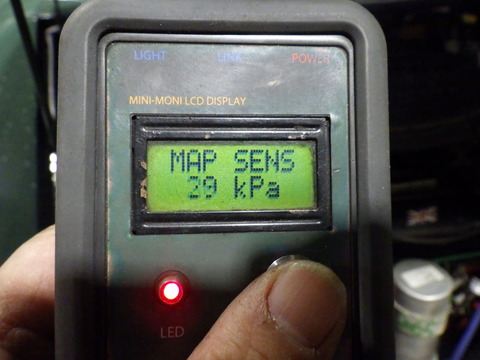 LIGHT LINK POWER
MINI-MONI LCD DISPLAY
MAP SENS
29 kPa
LED